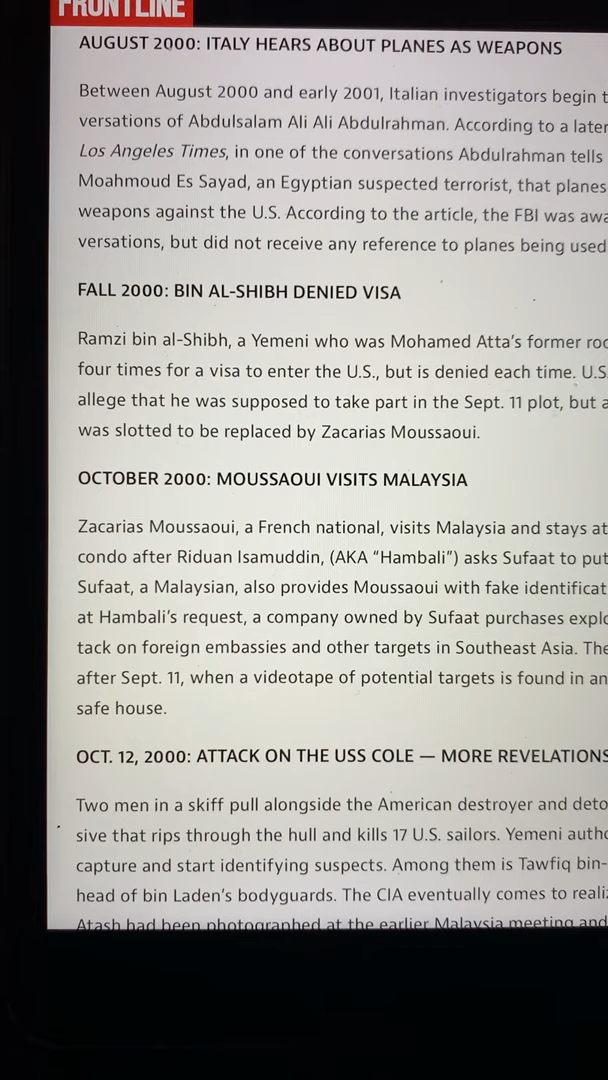 FRONTLINE
AUGUST 2000: ITALY HEARS ABOUT PLANES AS WEAPONS
Between August 2000 and early 2001, Italian investigators begin t
versations of Abdulsalam Ali Ali Abdulrahman. According to a later
Los Angeles Times, in one of the conversations Abdulrahman tells
Moahmoud Es Sayad, an Egyptian suspected terrorist, that planes
weapons against the U.S. According to the article, the FBI was awa
versations, but did not receive any reference to planes being used
FALL 2000: BIN AL-SHIBH DENIED VISA
Ramzi bin al-Shibh, a Yemeni who was Mohamed Atta's former roo
four times for a visa to enter the U.S., but is denied each time. U.S.
allege that he was supposed to take part in the Sept. 11 plot, but a
was slotted to be replaced by Zacarias Moussaoui.
OCTOBER 2000: MOUSSAOUI VISITS MALAYSIA
Zacarias Moussaoui, a French national, visits Malaysia and stays at
condo after Riduan Isamuddin, (AKA “Hambali”) asks Sufaat to put
Sufaat, a Malaysian, also provides Moussaoui with fake identificat
at Hambali's request, a company owned by Sufaat purchases explo
tack on foreign embassies and other targets in Southeast Asia. The
after Sept. 11, when a videotape of potential targets is found in an
safe house.
OCT. 12, 2000: ATTACK ON THE USS COLE — MORE REVELATIONS
Two men in a skiff pull alongside the American destroyer and deto
sive that rips through the hull and kills 17 U.S. sailors. Yemeni autho
capture and start identifying suspects. Among them is Tawfiq bin-
head of bin Laden's bodyguards. The CIA eventually comes to realiz
Atash had been photographed at the earlier Malaysia meeting and